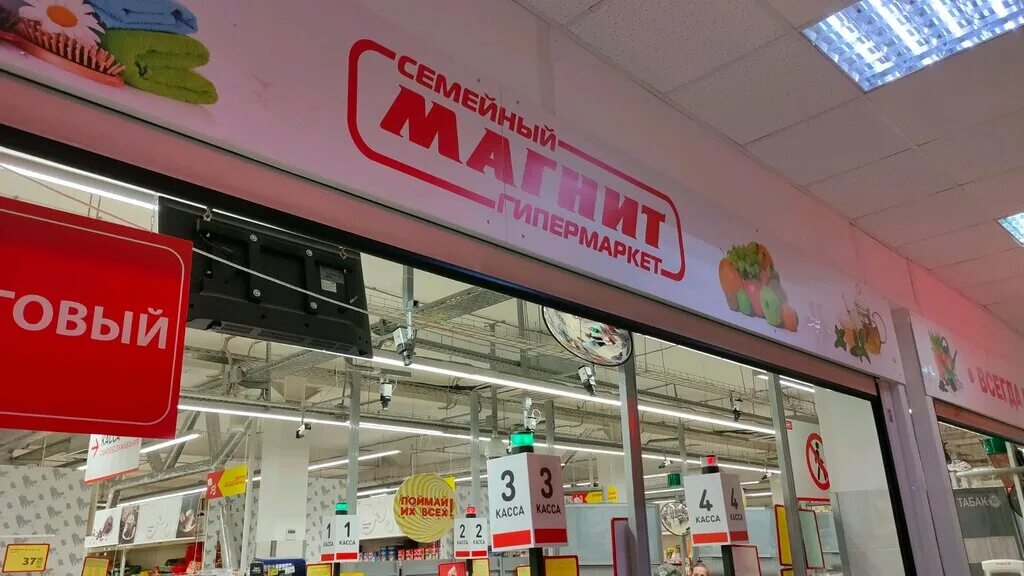 СЕМЕЙНЫЙ
МАГНИТ
ГИПЕРМАРКЕТ
ВСЕГДА
ТОВЫЙ
КАССА
САМООБСЛУЖИВАНИЯ
ПОЙМАЙ
ИХ ВСЕХ!
1 1
КАССА
2 2
КАССА КАССА
3 3
КАССА КАССА
4 4
КАССА КАССА
ТАБАК
37